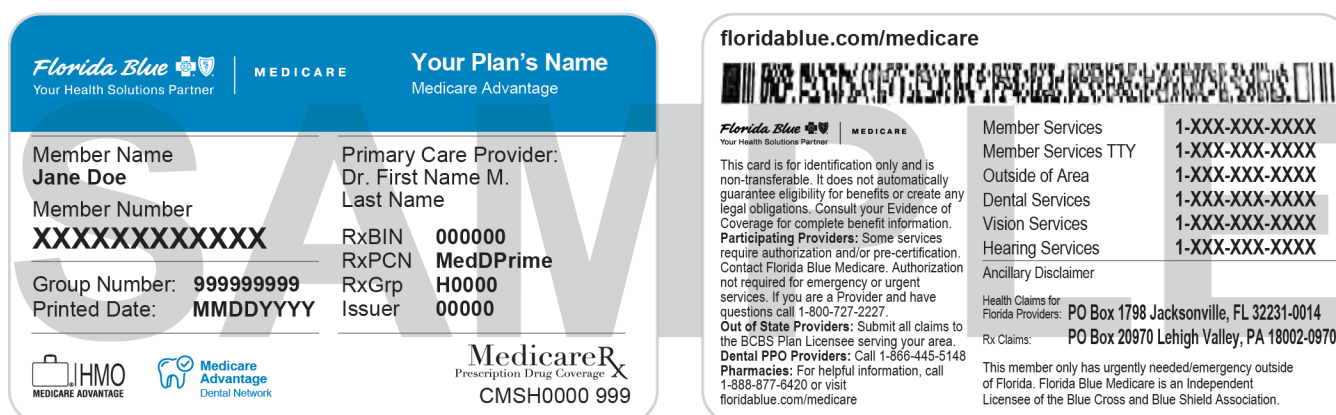 Florida Blue
Your Health Solutions Partner
MEDICARE
Your Plan's Name
Medicare Advantage
Member Name
Jane Doe
Member Number
XXXXXXXXXXXX
Group Number: 999999999
Printed Date: MMDDYYYY
Primary Care Provider:
Dr. First Name M.
Last Name
RxBIN 000000
RxPCN MedDPrime
RxGrp H0000
Issuer 00000
HMO
MEDICARE ADVANTAGE
Medicare
Advantage
Dental Network
MedicareRx
Prescription Drug Coverage
CMSH0000 999
floridablue.com/medicare
Florida Blue
Your Health Solutions Partner
MEDICARE
This card is for identification only and is
non-transferable. It does not automatically
guarantee eligibility for benefits or create any
legal obligations. Consult your Evidence of
Coverage for complete benefit information.
Participating Providers: Some services
require authorization and/or pre-certification.
Contact Florida Blue Medicare. Authorization
not required for emergency or urgent
services. If you are a Provider and have
questions call 1-800-727-2227.
Out of State Providers: Submit all claims to
the BCBS Plan Licensee serving your area.
Dental PPO Providers: Call 1-866-445-5148
Pharmacies: For helpful information, call
1-888-877-6420 or visit
floridablue.com/medicare
Member Services 1-XXX-XXX-XXXX
Member Services TTY 1-XXX-XXX-XXXX
Outside of Area 1-XXX-XXX-XXXX
Dental Services 1-XXX-XXX-XXXX
Vision Services 1-XXX-XXX-XXXX
Hearing Services 1-XXX-XXX-XXXX
Ancillary Disclaimer
Health Claims for
Florida Providers: PO Box 1798 Jacksonville, FL 32231-0014
Rx Claims: PO Box 20970 Lehigh Valley, PA 18002-0970
This member only has urgently needed/emergency outside
of Florida. Florida Blue Medicare is an Independent
Licensee of the Blue Cross and Blue Shield Association.
SAMPLE